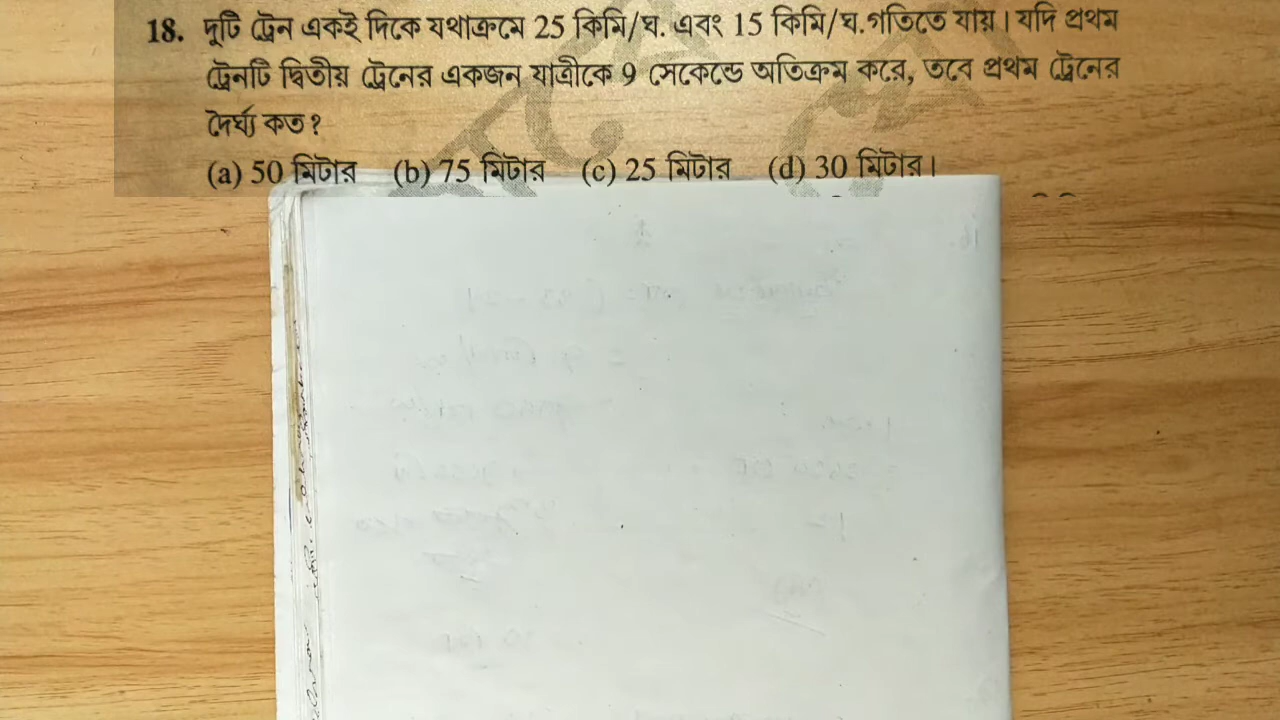 18. দুটি ট্রেন একই দিকে যথাক্রমে 25 কিমি/ঘ. এবং 15 কিমি/ঘ.গতিতে যায়। যদি প্রথম
ট্রেনটি দ্বিতীয় ট্রেনের একজন যাত্রীকে 9 সেকেন্ডে অতিক্রম করে, তবে প্রথম ট্রেনের
দৈর্ঘ্য কত?
(a) 50 মিটার (b) 75 মিটার (c) 25 মিটার (d) 30 মিটার।